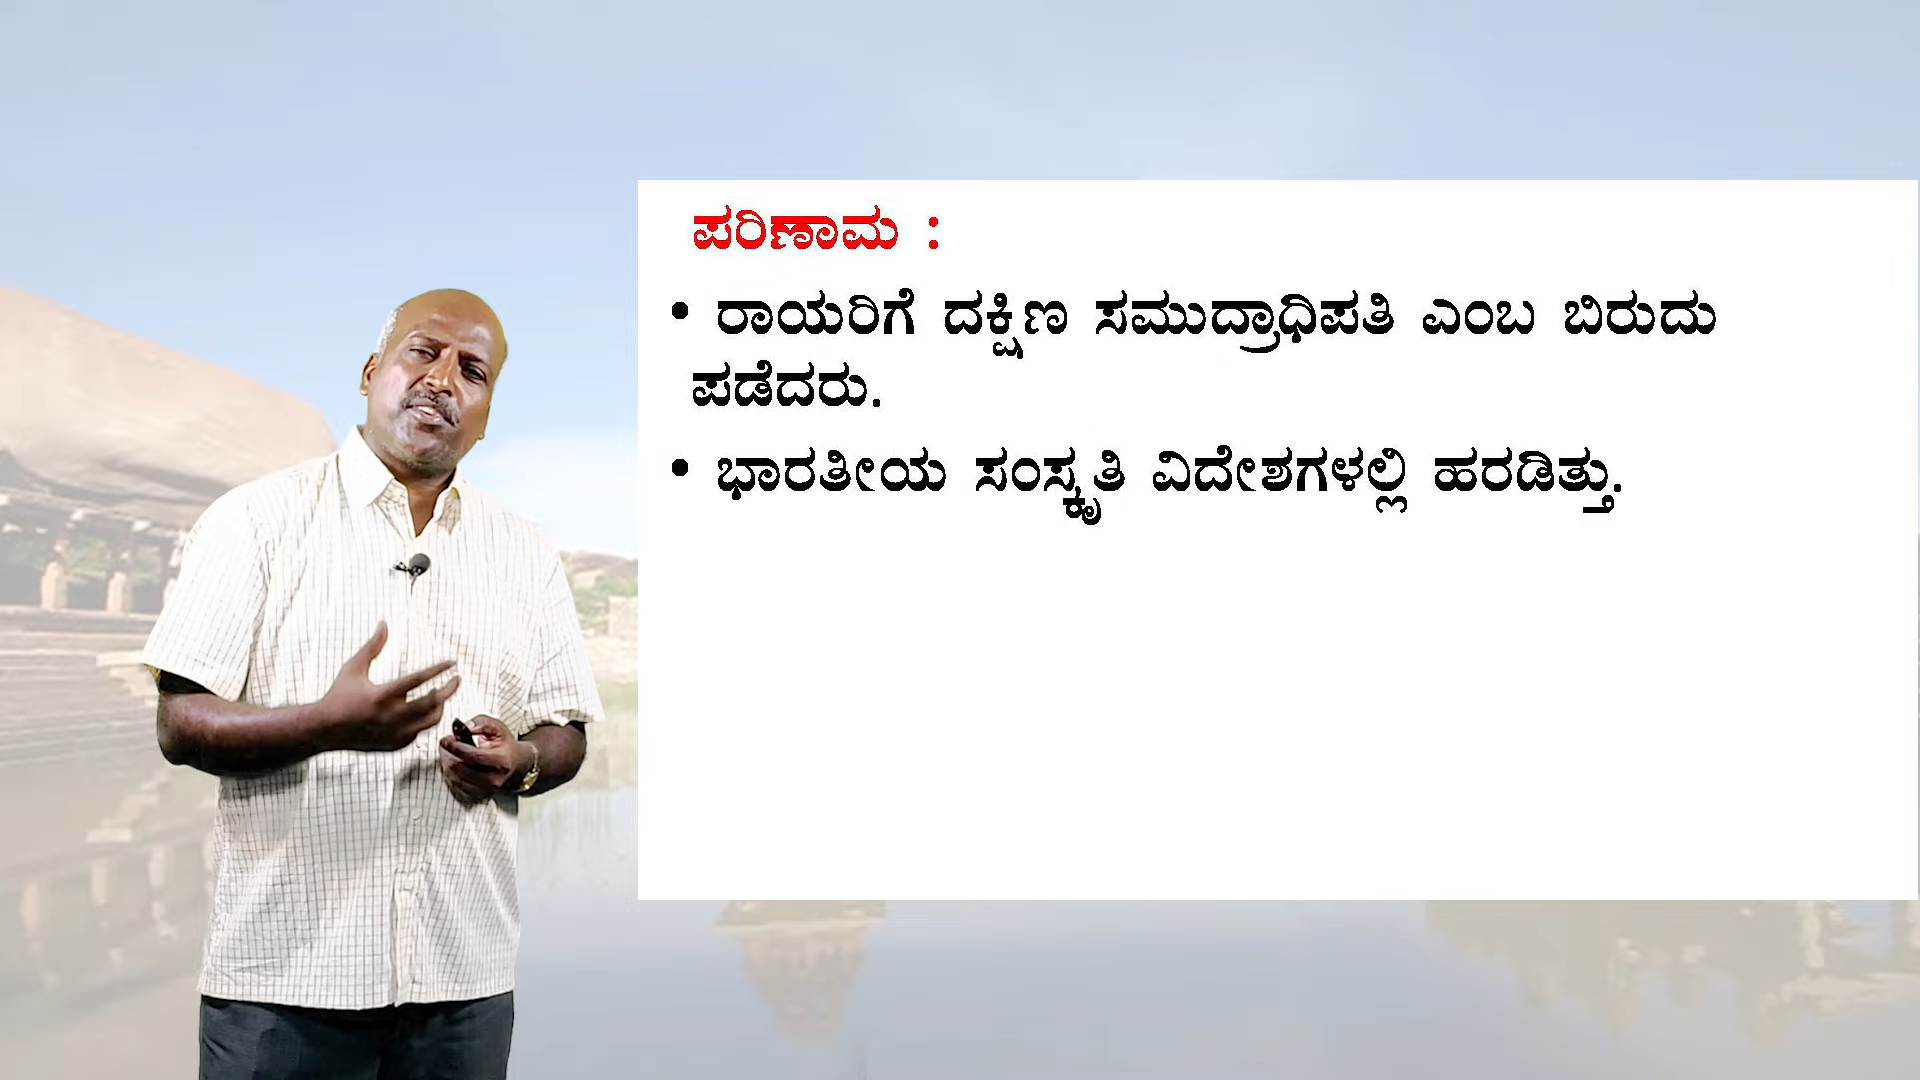 ಪರಿಣಾಮ :
• ರಾಯರಿಗೆ ದಕ್ಷಿಣ ಸಮುದ್ರಾಧಿಪತಿ ಎಂಬ ಬಿರುದು
ಪಡೆದರು.
• ಭಾರತೀಯ ಸಂಸ್ಕೃತಿ ವಿದೇಶಗಳಲ್ಲಿ ಹರಡಿತ್ತು.